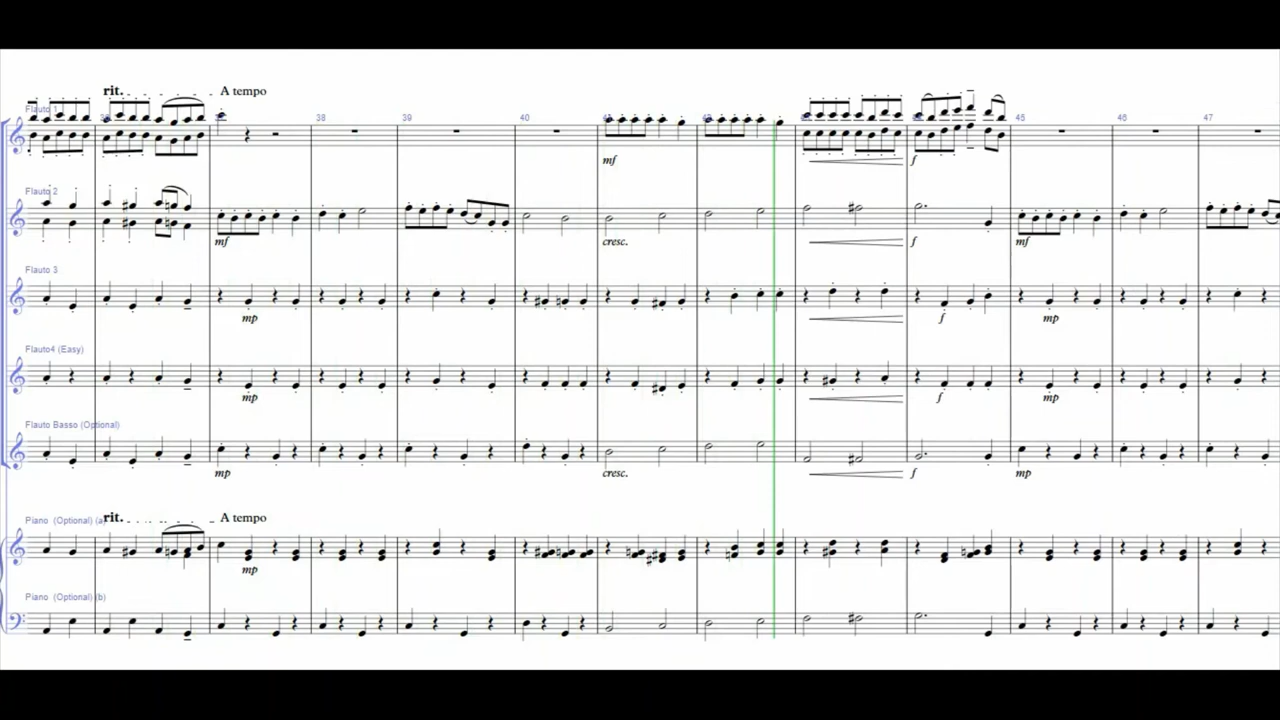 rit. A tempo
Flauto 1
38 39 40 45 46 47
mf f
Flauto 2
mf cresc. f mf
Flauto 3
mp f mp
Flauto4 (Easy)
mp f mp
Flauto Basso (Optional)
mp cresc. f mp
rit. A tempo
Piano (Optional) (a)
mp
Piano (Optional) (b)